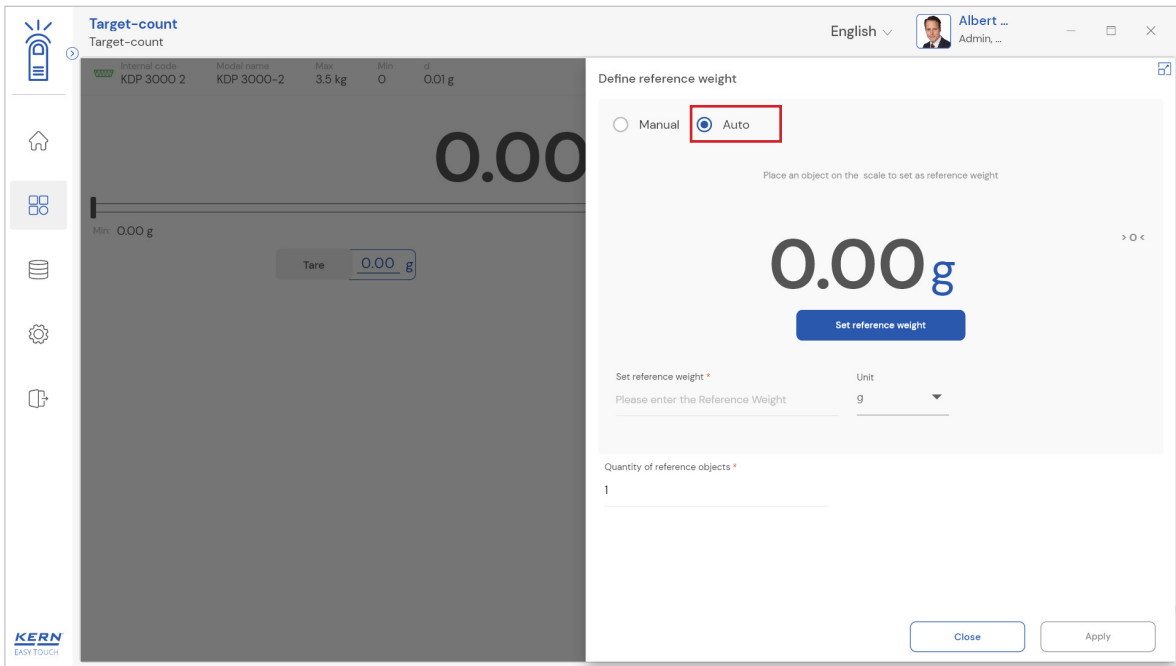 Target-count
Target-count
English
Albert ...
Admin, ...
Internal code Model name Max Min d
KDP 3000 2 KDP 3000-2 3.5 kg 0 0.01 g
0.00
Min 0.00 g
Tare 0.00 g
Define reference weight
Manual Auto
Place an object on the scale to set as reference weight
>0<
0.00 g
Set reference weight
Set reference weight * Unit
Please enter the Reference Weight g
Quantity of reference objects *
1
Close Apply
KERN
EASY TOUCH